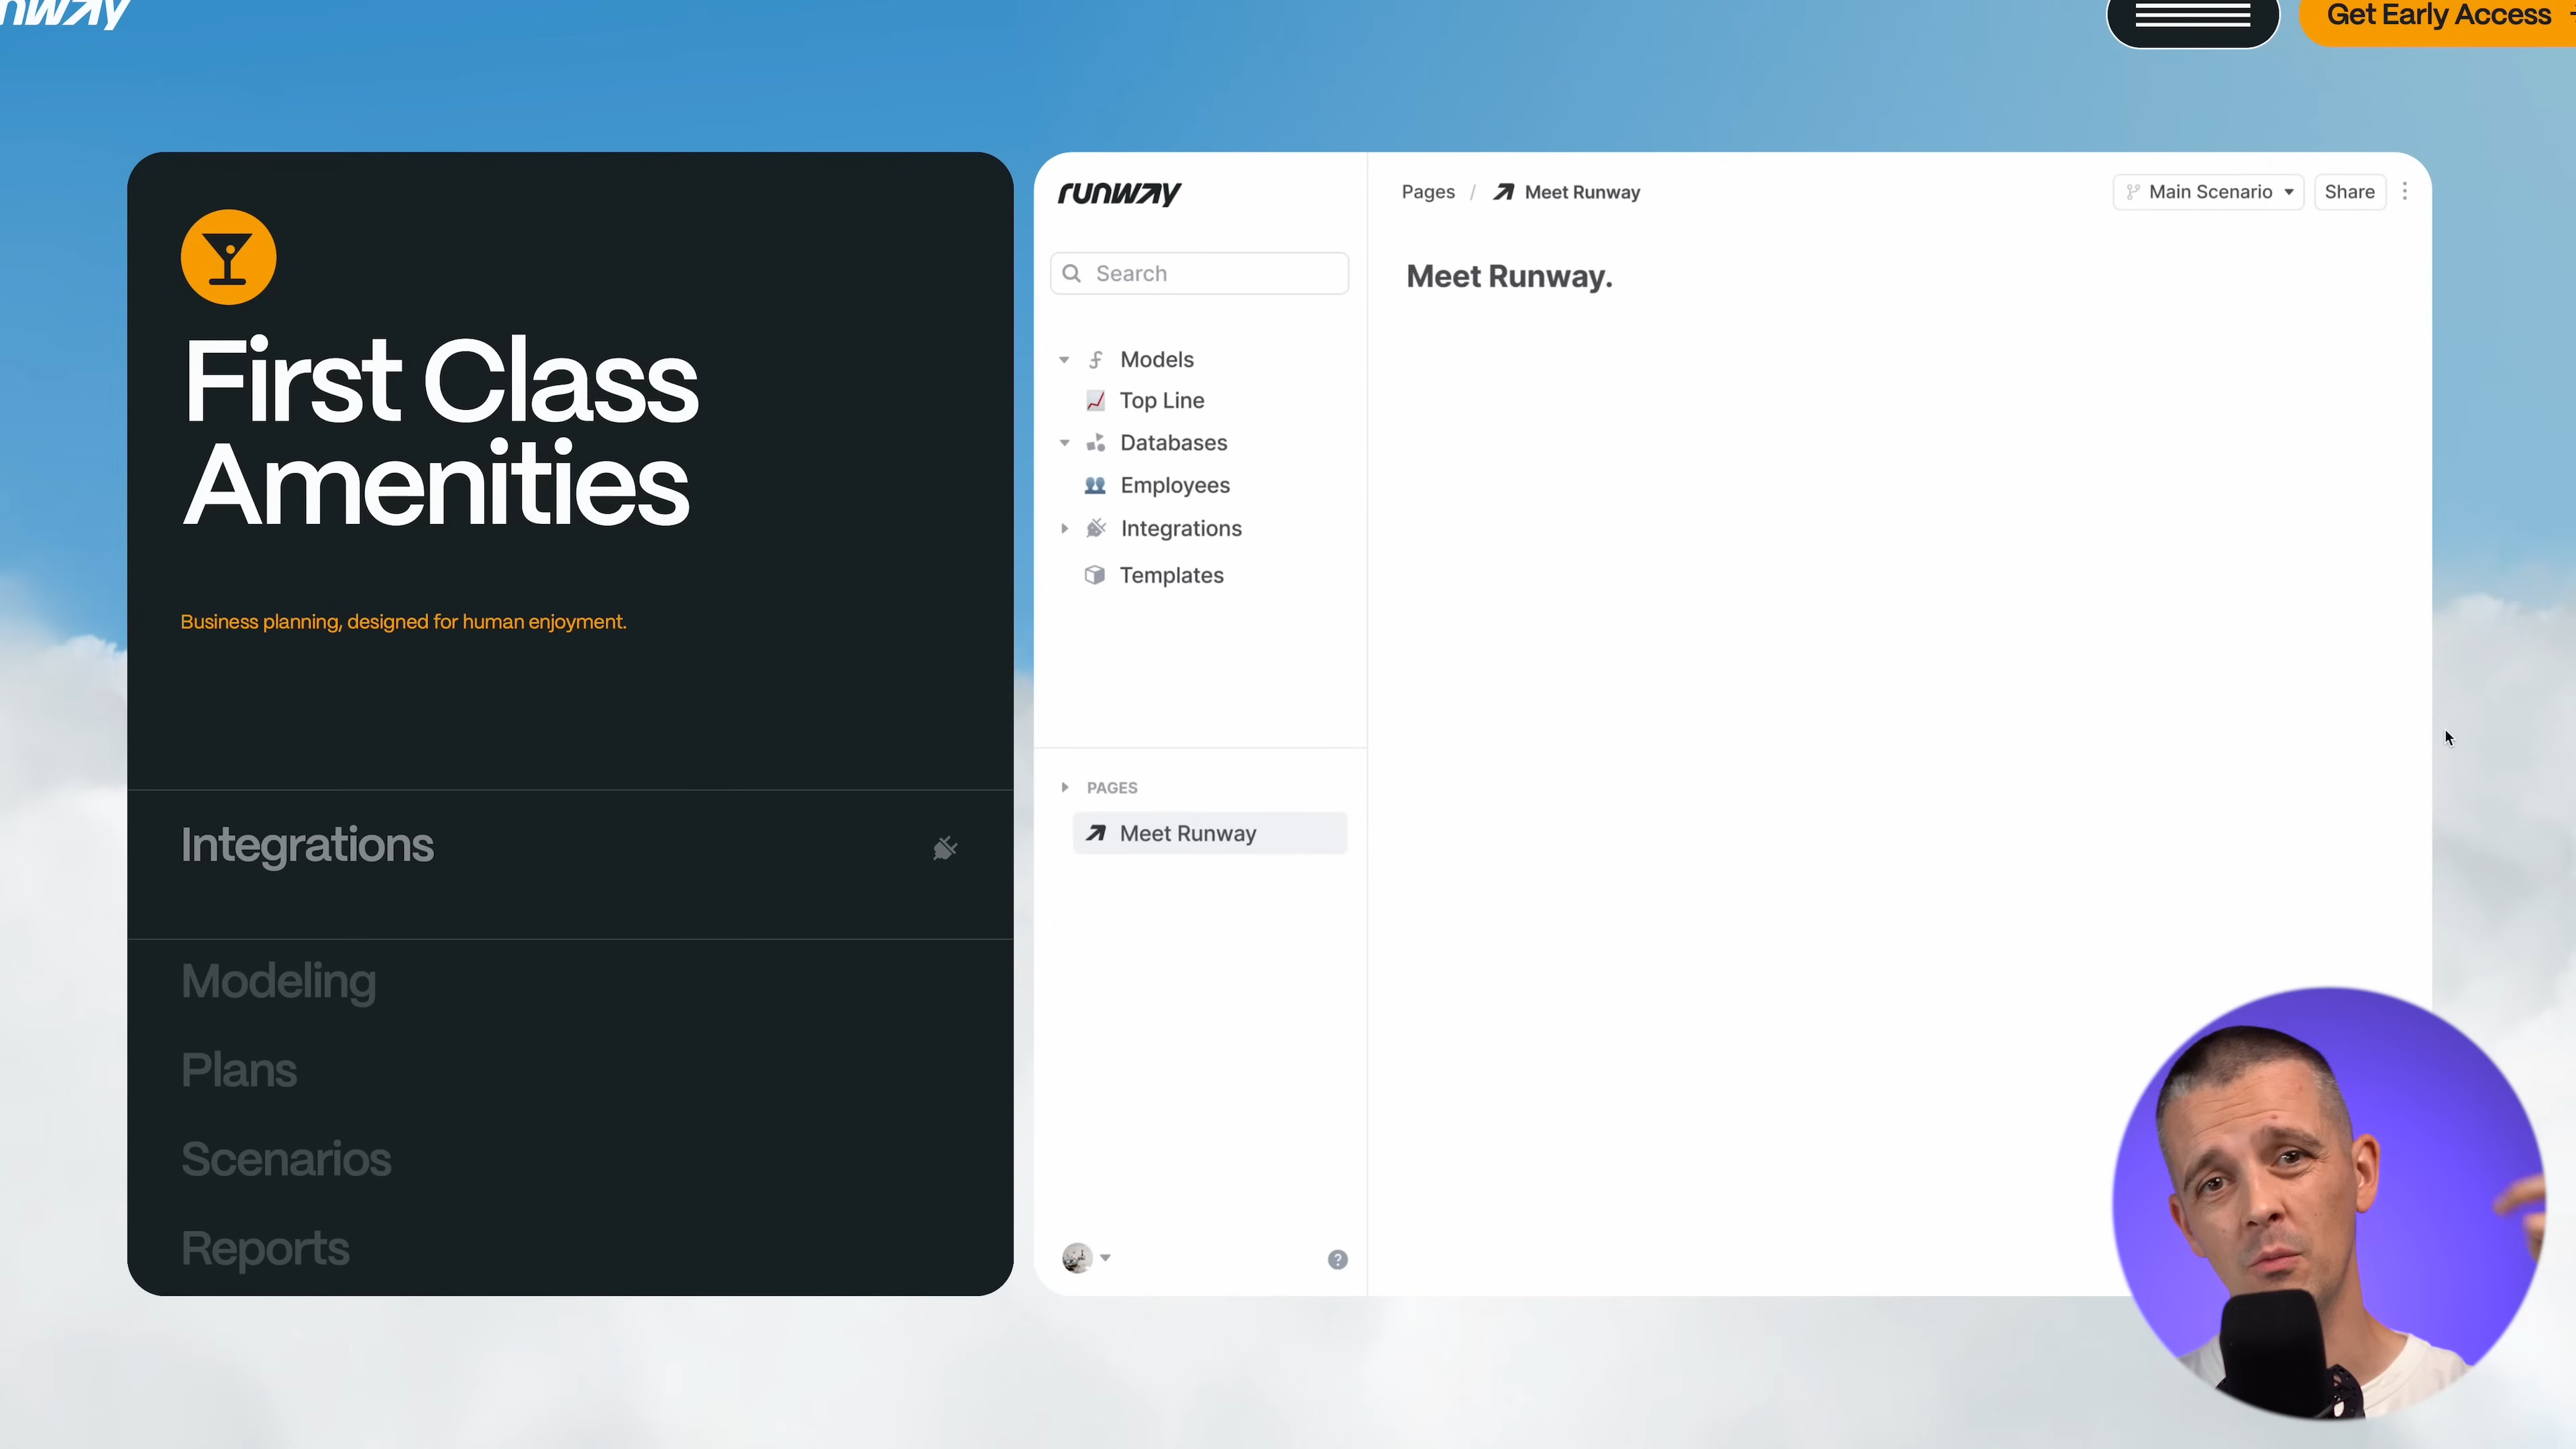 runway
Get Early Access
First Class
Amenities
Business planning, designed for human enjoyment.
Integrations
Modeling
Plans
Scenarios
Reports
runway
Search
Models
Top Line
Databases
Employees
Integrations
Templates
PAGES
Meet Runway
?
Pages / Meet Runway
Main Scenario
Share
Meet Runway.